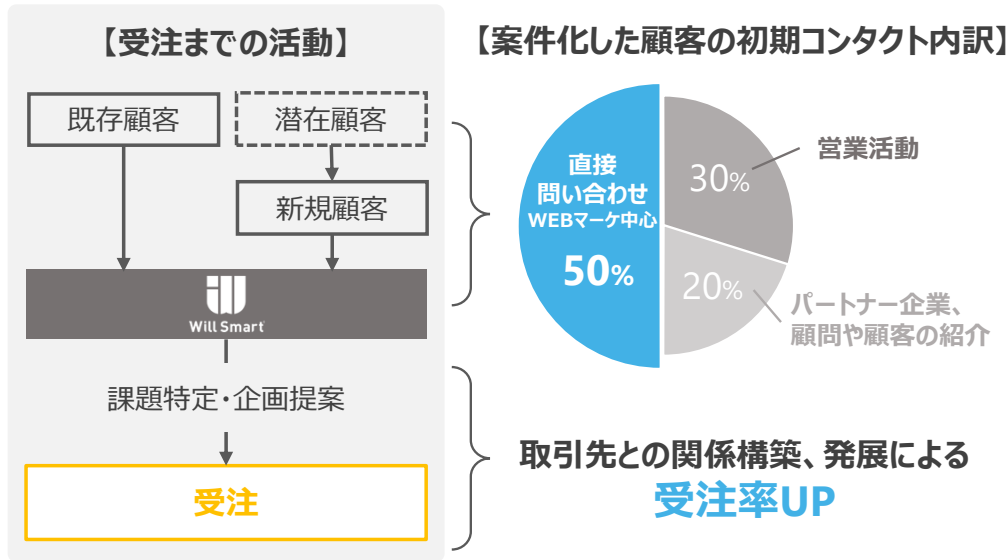 【受注までの活動】
既存顧客
潜在顧客
新規顧客
Will Smart
課題特定・企画提案
受注
【案件化した顧客の初期コンタクト内訳】
直接
問い合わせ
WEBマーケ中心
50%
30%
営業活動
20%
パートナー企業、
顧問や顧客の紹介
取引先との関係構築、発展による
受注率UP